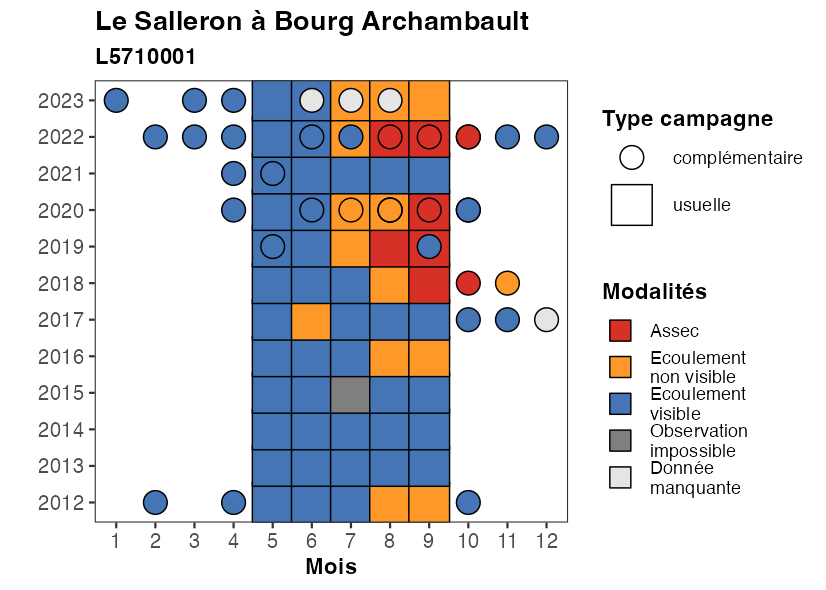 Le Salleron à Bourg Archambault
L5710001
2023
2022
2021
2020
2019
2018
2017
2016
2015
2014
2013
2012
1 2 3 4 5 6 7 8 9 10 11 12
Mois
Type campagne
complémentaire
usuelle
Modalités
Assec
Ecoulement
non visible
Ecoulement
visible
Observation
impossible
Donnée
manquante